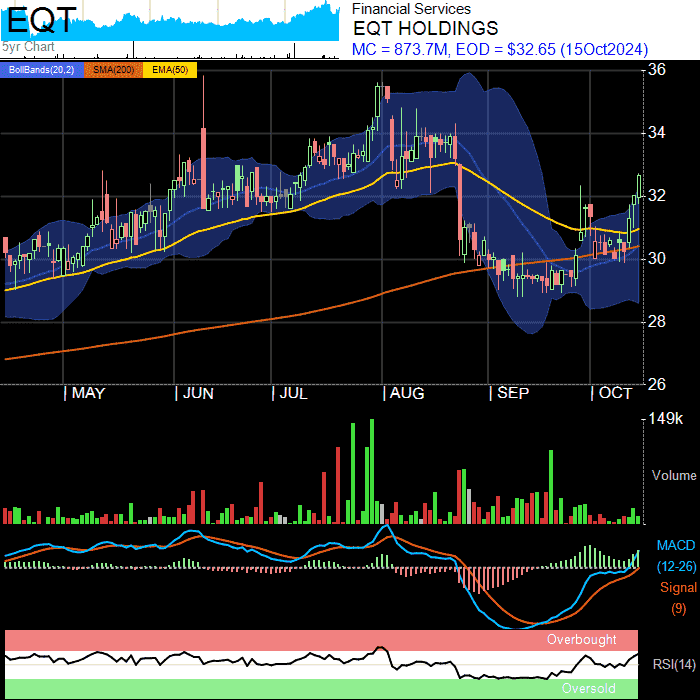 EQT
5yr Chart
Financial Services
EQT HOLDINGS
MC = 873.7M, EOD = $32.65 (15Oct2024)
BollBands(20,2) SMA(200) EMA(50)
36
34
32
30
28
26
MAY JUN JUL AUG SEP OCT
149k
Volume
MACD
(12-26)
Signal
(9)
Overbought
RSI(14)
Oversold